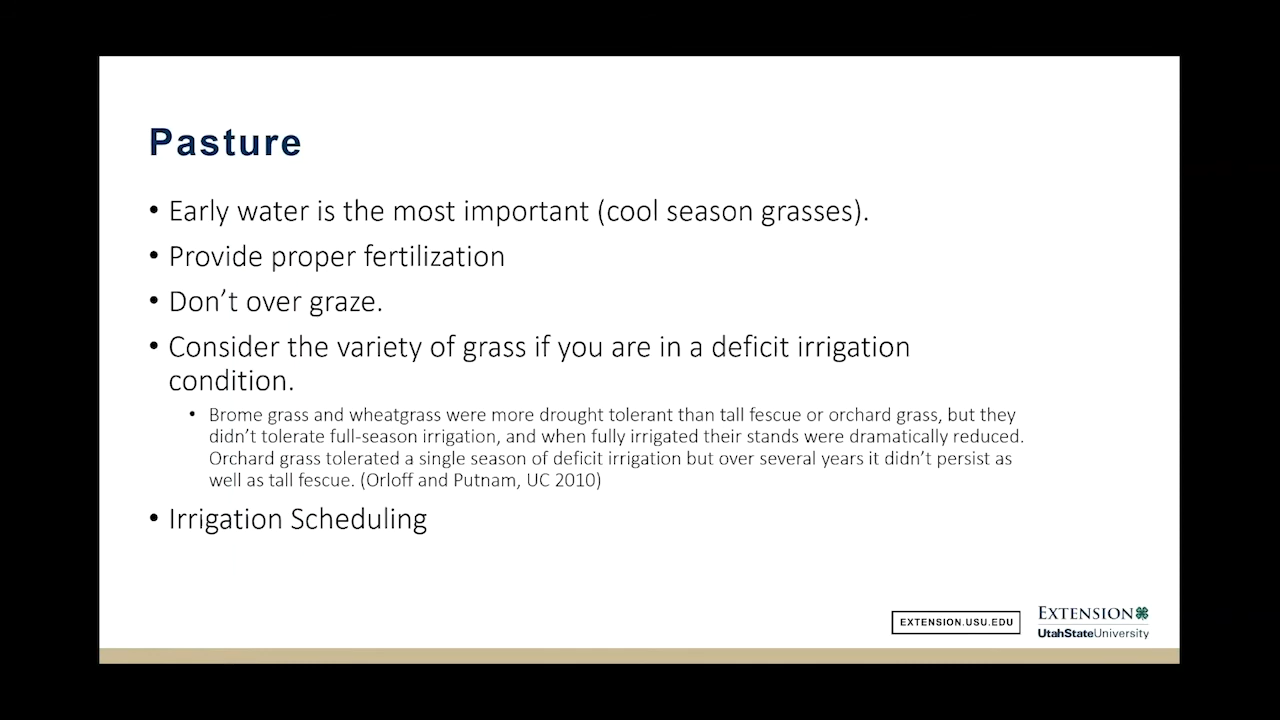 Pasture
• Early water is the most important (cool season grasses).
• Provide proper fertilization
• Don’t over graze.
• Consider the variety of grass if you are in a deficit irrigation
condition.
• Brome grass and wheatgrass were more drought tolerant than tall fescue or orchard grass, but they
didn’t tolerate full-season irrigation, and when fully irrigated their stands were dramatically reduced.
Orchard grass tolerated a single season of deficit irrigation but over several years it didn’t persist as
well as tall fescue. (Orloff and Putnam, UC 2010)
• Irrigation Scheduling
EXTENSION.USU.EDU
EXTENSION
UtahStateUniversity